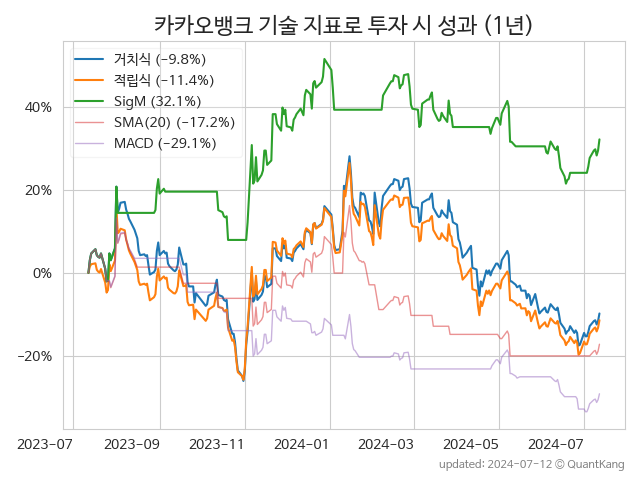 카카오뱅크 기술 지표로 투자 시 성과 (1년)
거치식 (−9.8%)
적립식 (−11.4%)
SigM (32.1%)
SMA(20) (−17.2%)
MACD (−29.1%)
40%
20%
0%
−20%
2023-07 2023-09 2023-11 2024-01 2024-03 2024-05 2024-07
updated: 2024-07-12 © QuantKang